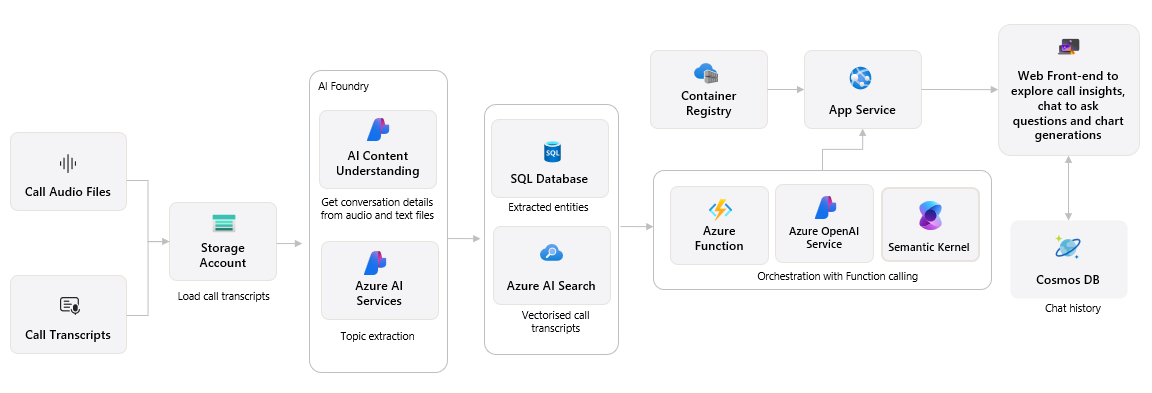 Call Audio Files
Call Transcripts
Storage
Account
Load call transcripts
AI Foundry
AI Content
Understanding
Get conversation details
from audio and text files
Azure AI
Services
Topic extraction
SQL
SQL Database
Extracted entities
Azure AI Search
Vectorised call
transcripts
Container
Registry
App Service
Azure
Function
Azure OpenAI
Service
Semantic Kernel
Orchestration with Function calling
Web Front-end to
explore call insights,
chat to ask
questions and chart
generations
Cosmos DB
Chat history